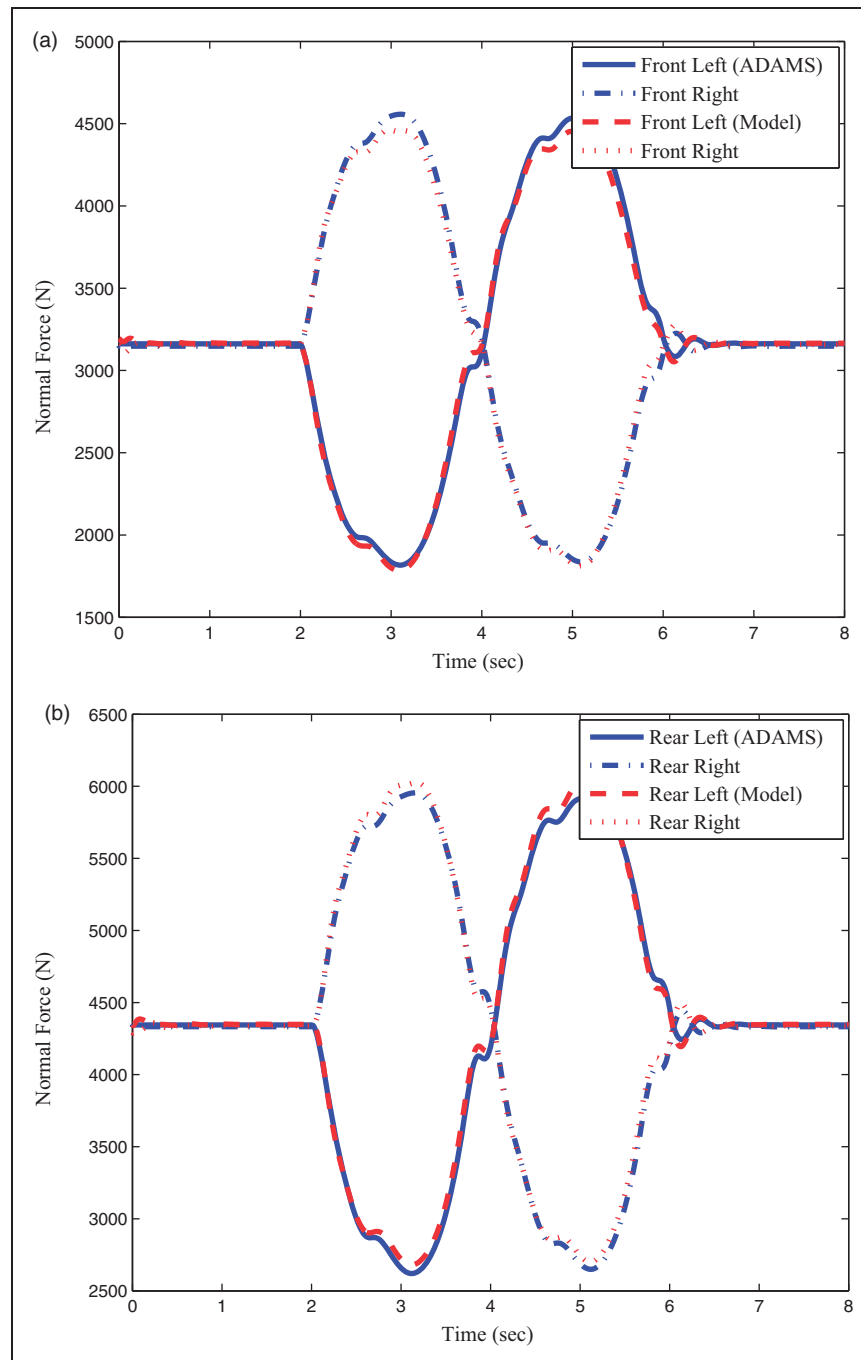 (a)
5000
4500
4000
3500
3000
2500
2000
1500
0 1 2 3 4 5 6 7 8
Normal Force (N)
Time (sec)
Front Left (ADAMS)
Front Right
Front Left (Model)
Front Right
(b)
6500
6000
5500
5000
4500
4000
3500
3000
2500
0 1 2 3 4 5 6 7 8
Normal Force (N)
Time (sec)
Rear Left (ADAMS)
Rear Right
Rear Left (Model)
Rear Right